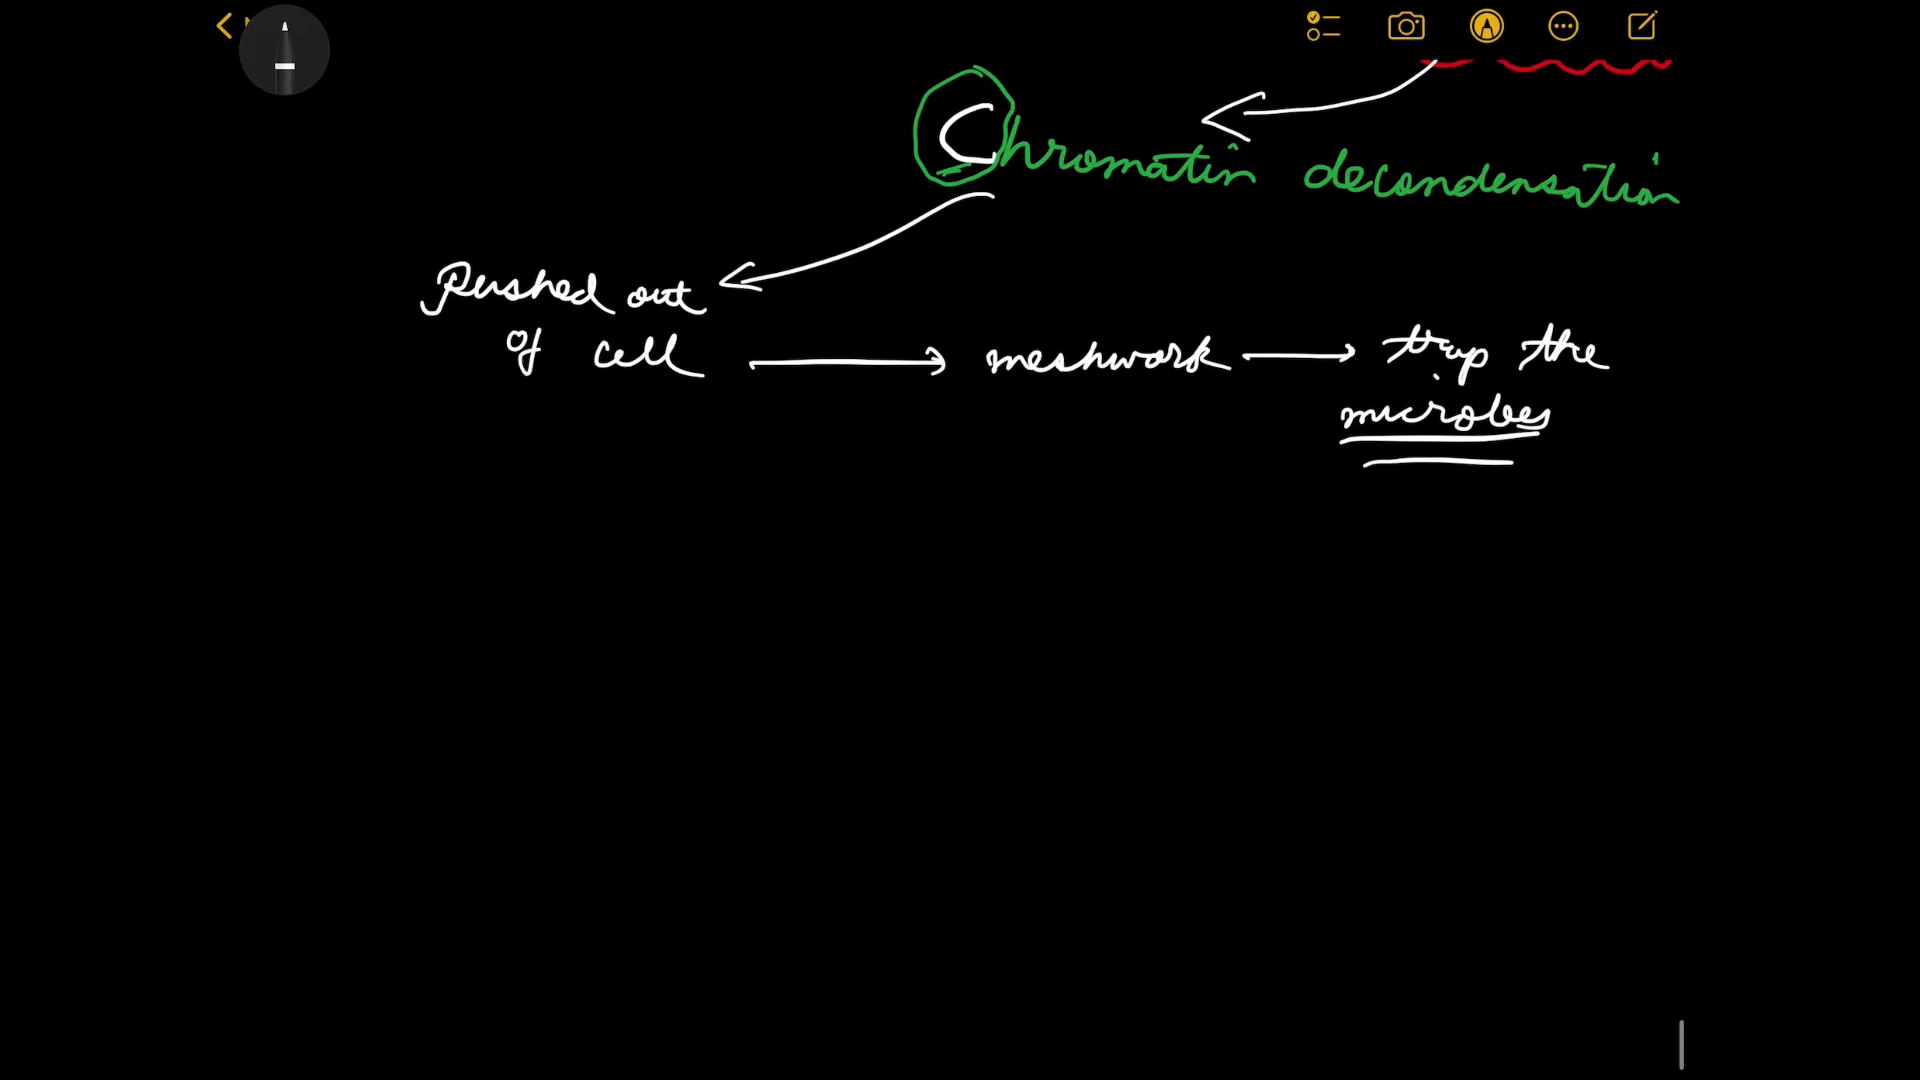 Chromatin decondensation
Pushed out
of cell → meshwork → trap the
microbes